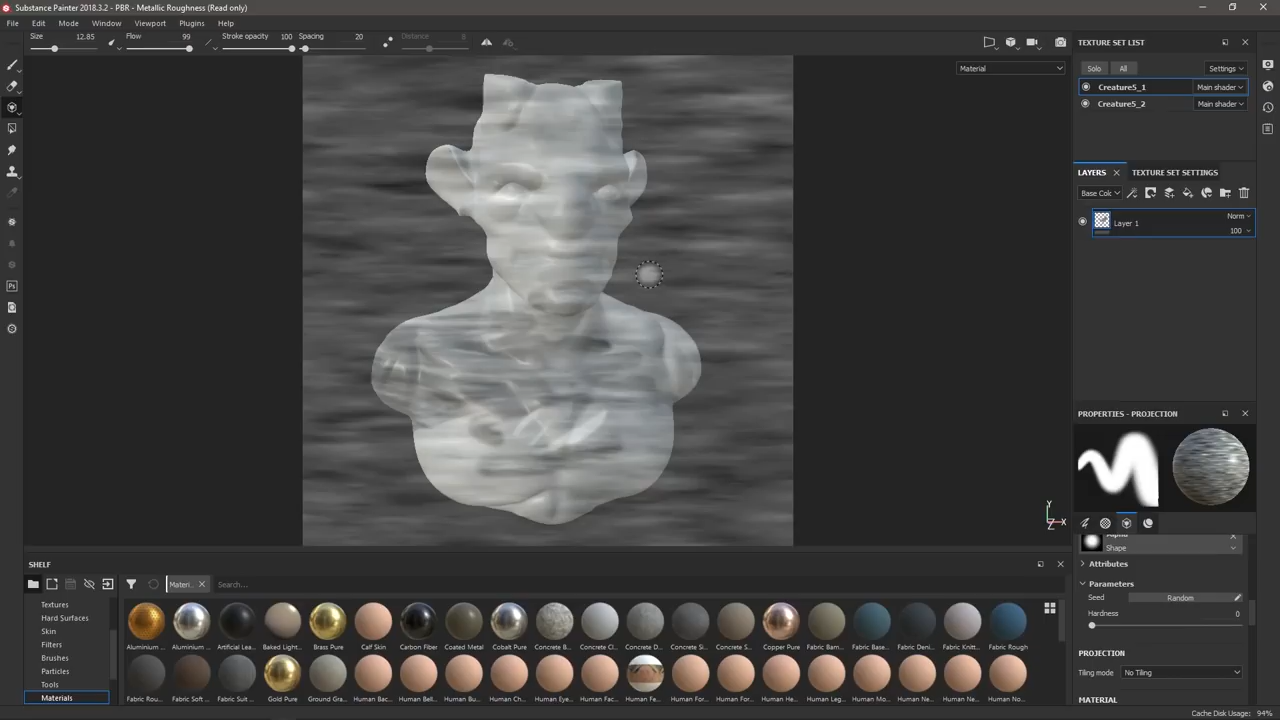 Substance Painter 2018.3.2 - PBR - Metallic Roughness (Read only)
File Edit Mode Window Viewport Plugins Help
Size 12.85 Flow 99 Stroke opacity 100 Spacing 20 Distance 8
Material
TEXTURE SET LIST
Solo All Settings
Creature5_1 Main shader
Creature5_2 Main shader
LAYERS TEXTURE SET SETTINGS
Base Colc
Layer 1 Norm
100
PROPERTIES - PROJECTION
Alpha
Shape
Attributes
Parameters
Seed Random
Hardness 0
PROJECTION
Tiling mode No Tiling
MATERIAL
Y
X
Z
SHELF
Materi... Search...
Textures
Hard Surfaces
Skin
Filters
Brushes
Particles
Tools
Materials
Aluminium ... Aluminium ... Artificial Lea... Baked Light... Brass Pure Calf Skin Carbon Fiber Coated Metal Cobalt Pure Concrete B... Concrete Cl... Concrete D... Concrete Si... Concrete S... Copper Pure Fabric Bam... Fabric Base... Fabric Deni... Fabric Knitt... Fabric Rough
Fabric Rou... Fabric Soft ... Fabric Suit ... Gold Pure Ground Gra... Human Bac... Human Bell... Human Bu... Human Ch... Human Eye... Human Fac... Human Fe... Human For... Human For... Human He... Human Leg... Human Mo... Human Ne... Human Ne... Human No...
Cache Disk Usage: 94%